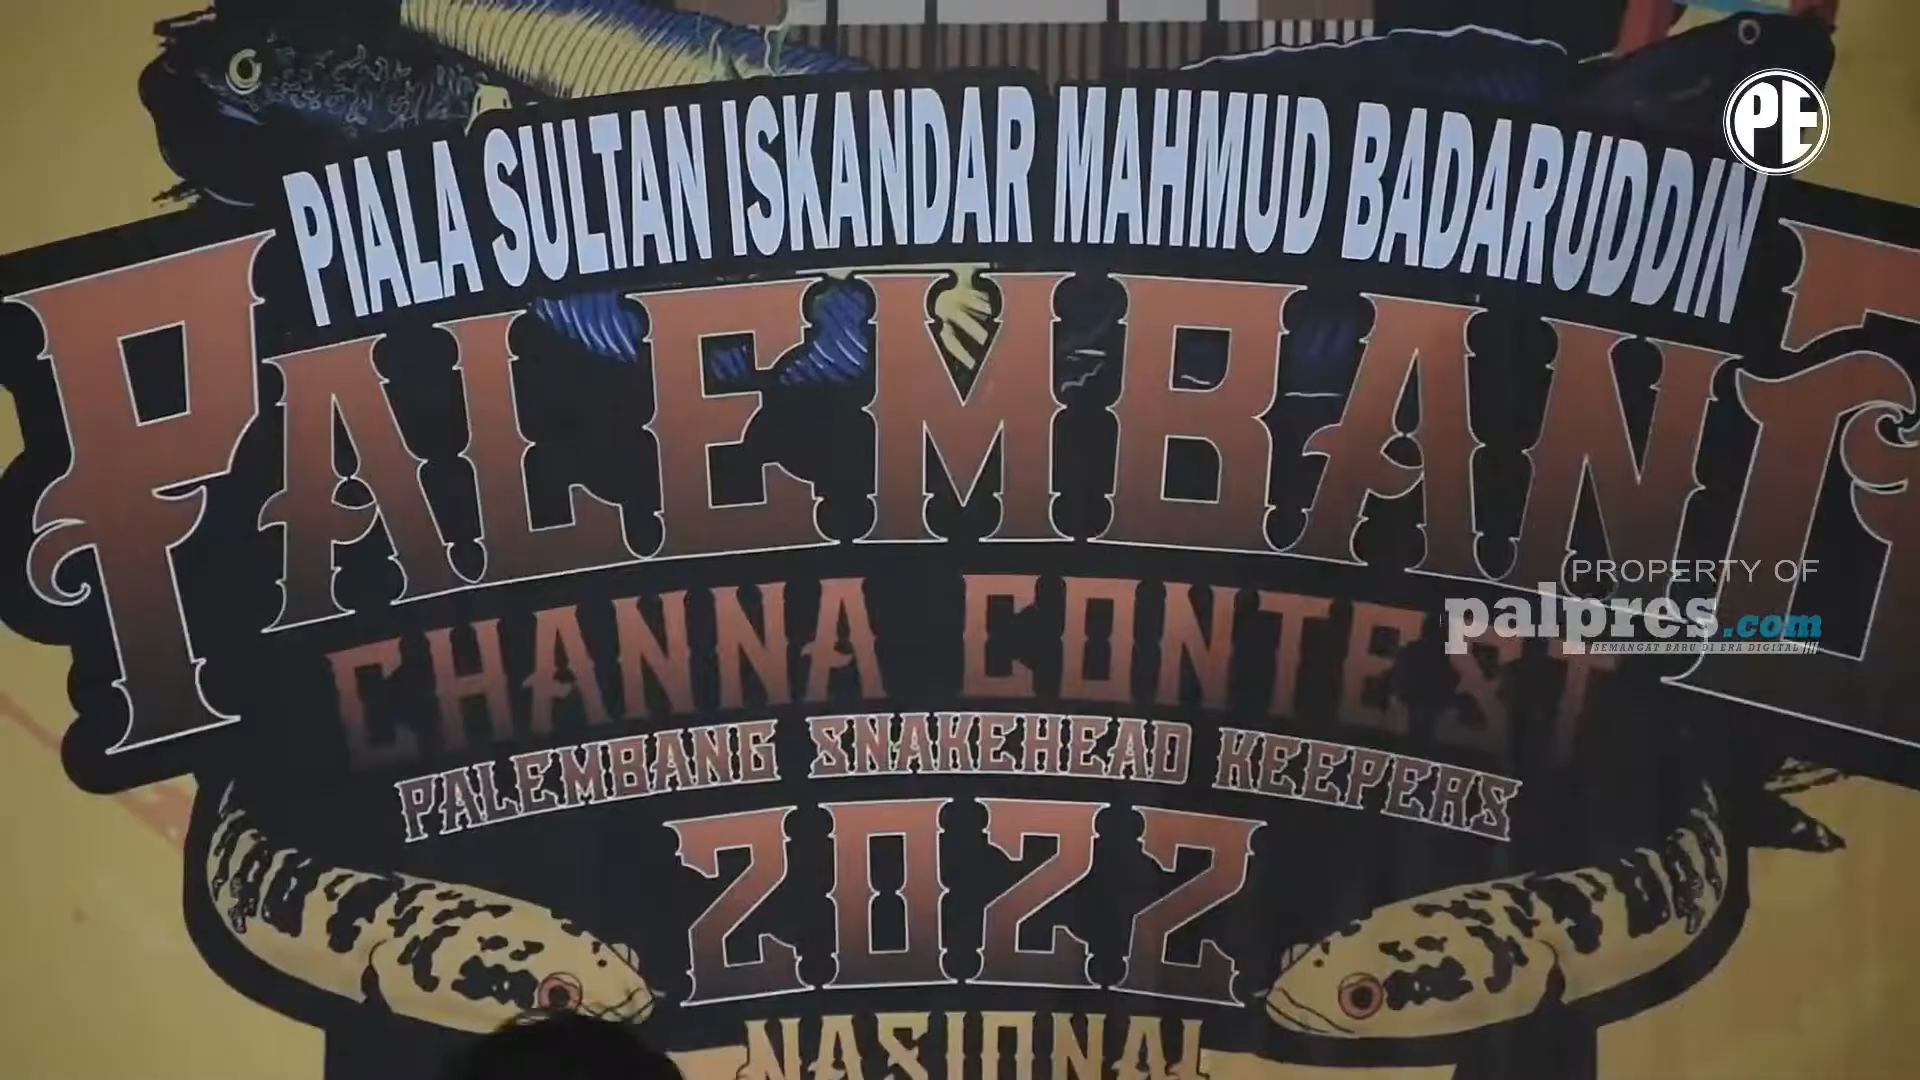 PE
PIALA SULTAN ISKANDAR MAHMUD BADARUDDIN
PALEMBANG
CHANNA CONTEST
PROPERTY OF
palpres.com
SEMANGAT BARU DI ERA DIGITAL
PALEMBANG SNAKEHEAD KEEPERS
2022
NASIONAL